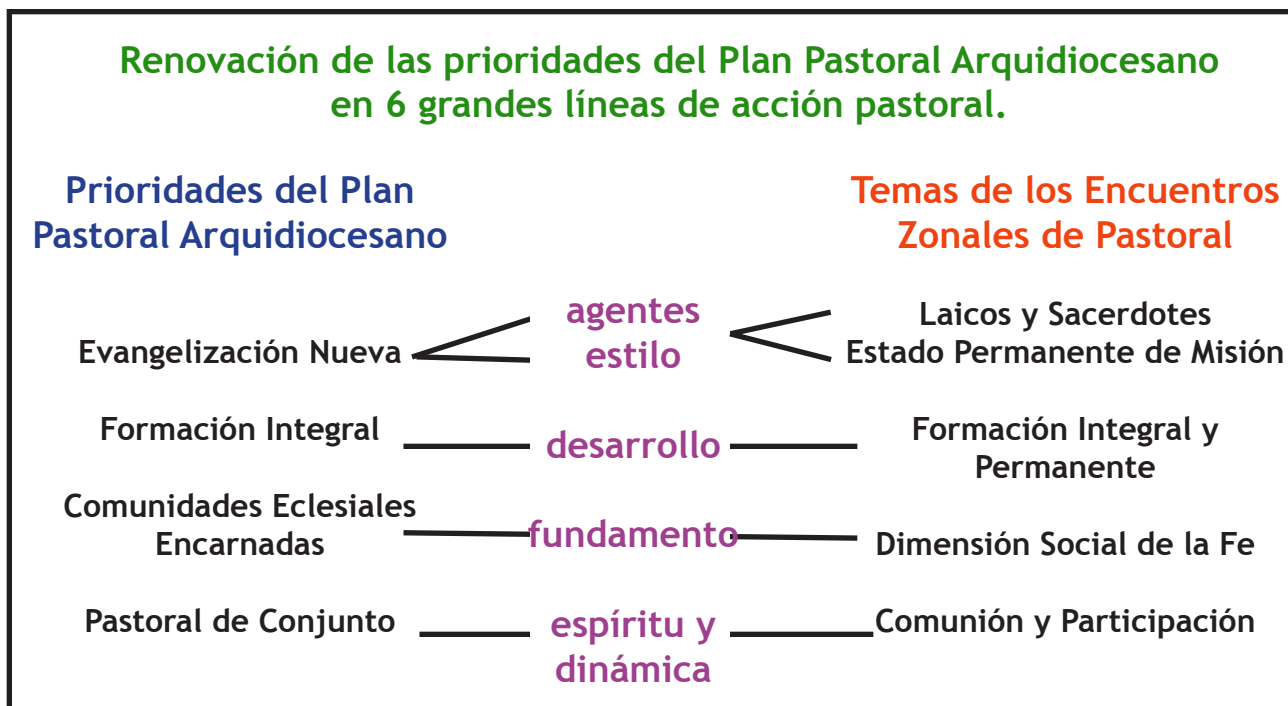 Renovación de las prioridades del Plan Pastoral Arquidiocesano
en 6 grandes líneas de acción pastoral.
Prioridades del Plan
Pastoral Arquidiocesano
Temas de los Encuentros
Zonales de Pastoral
Evangelización Nueva
agentes
estilo
Laicos y Sacerdotes
Estado Permanente de Misión
Formación Integral
desarrollo
Formación Integral y
Permanente
Comunidades Eclesiales
Encarnadas
fundamento
Dimensión Social de la Fe
Pastoral de Conjunto
espíritu y
dinámica
Comunión y Participación